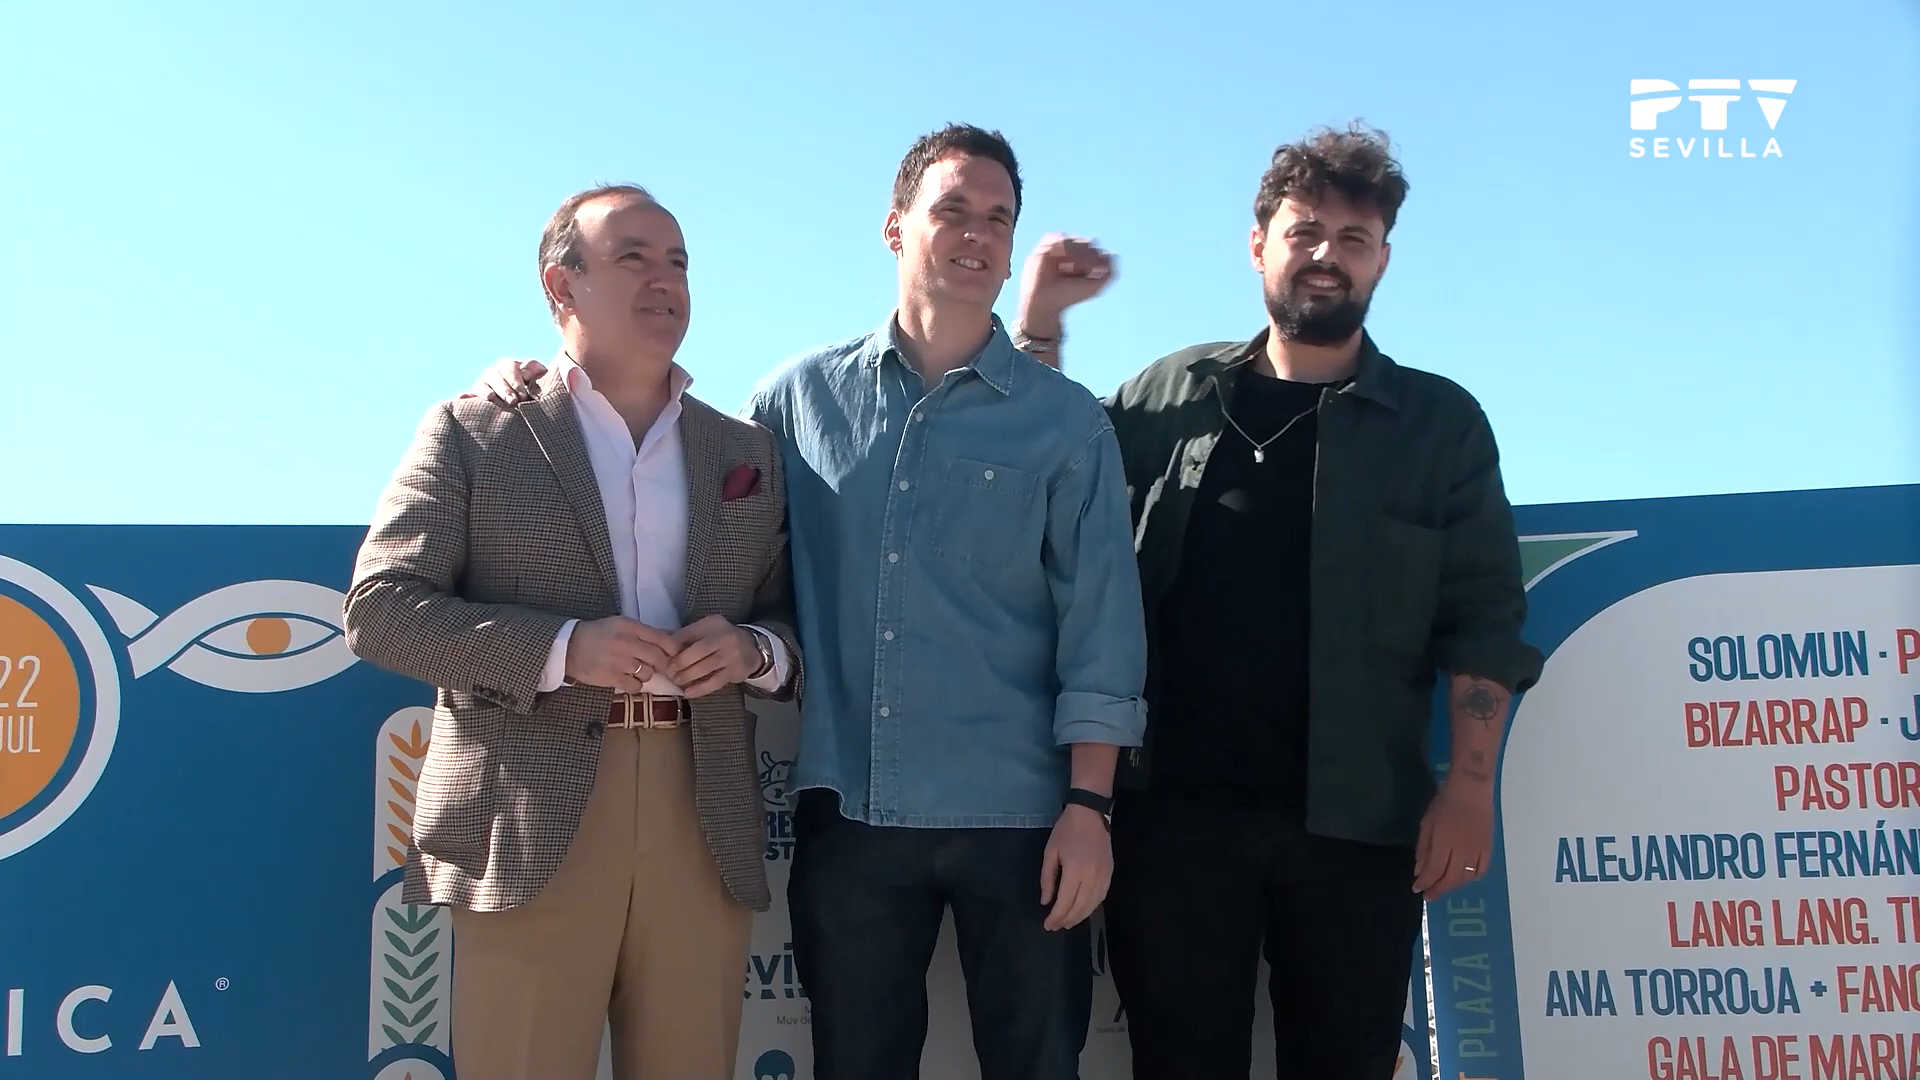 PTV
SEVILLA
22
JUL
ICA®
SOLOMUN · P
BIZARRAP · J
PASTOR
ALEJANDRO FERNÁN
LANG LANG. T
ANA TORROJA + FANG
GALA DE MARIA
PLAZA DE